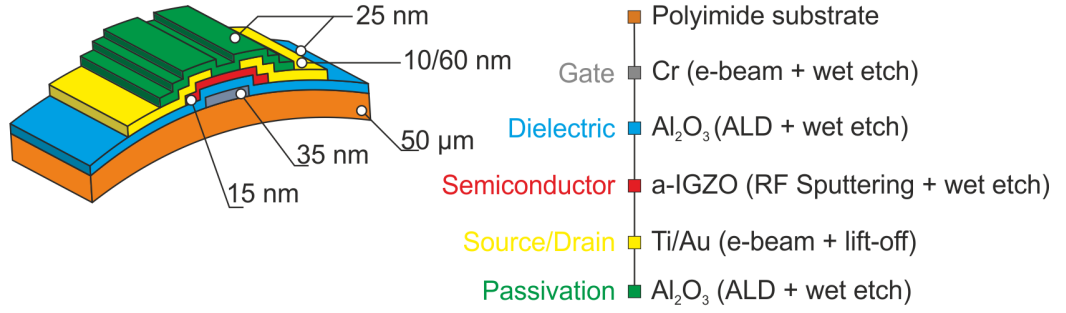 25 nm
10/60 nm
50 µm
35 nm
15 nm
Polyimide substrate
Gate Cr (e-beam + wet etch)
Dielectric Al₂O₃ (ALD + wet etch)
Semiconductor a-IGZO (RF Sputtering + wet etch)
Source/Drain Ti/Au (e-beam + lift-off)
Passivation Al₂O₃ (ALD + wet etch)